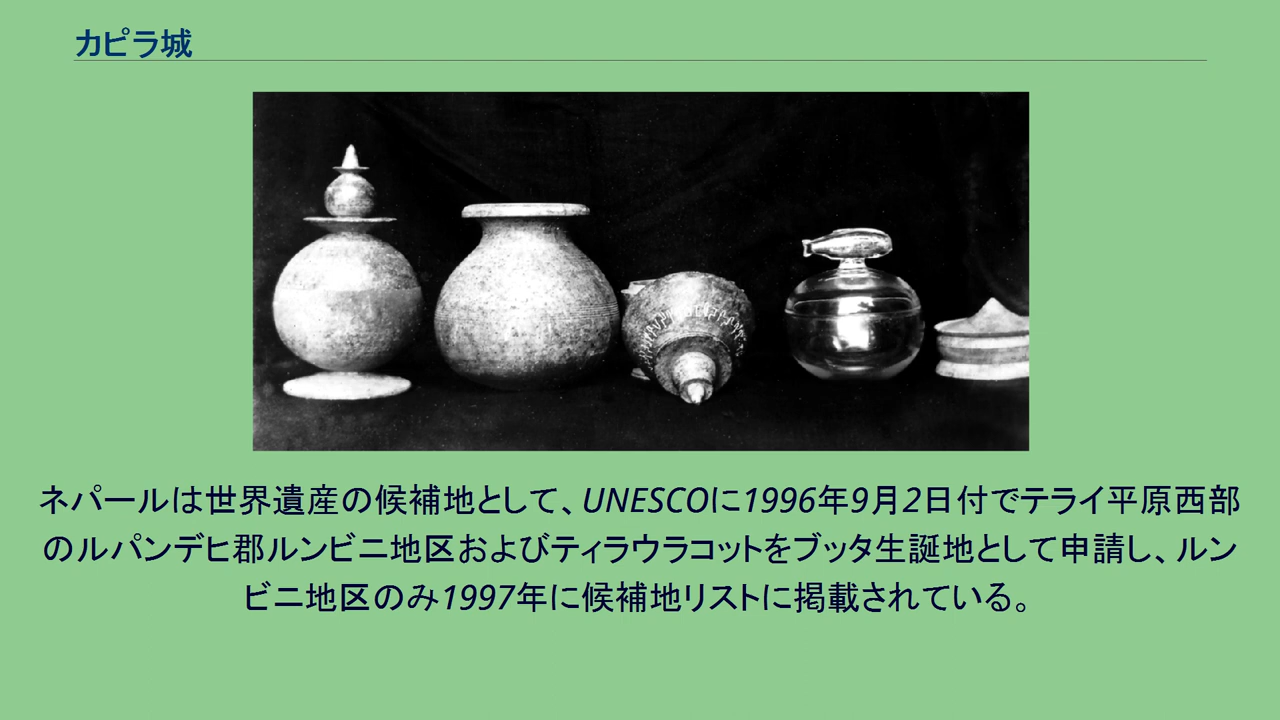 カピラ城
ネパールは世界遺産の候補地として、UNESCOに1996年9月2日付でテライ平原西部
のルパンデヒ郡ルンビニ地区およびティラウラコットをブッタ生誕地として申請し、ルン
ビニ地区のみ1997年に候補地リストに掲載されている。